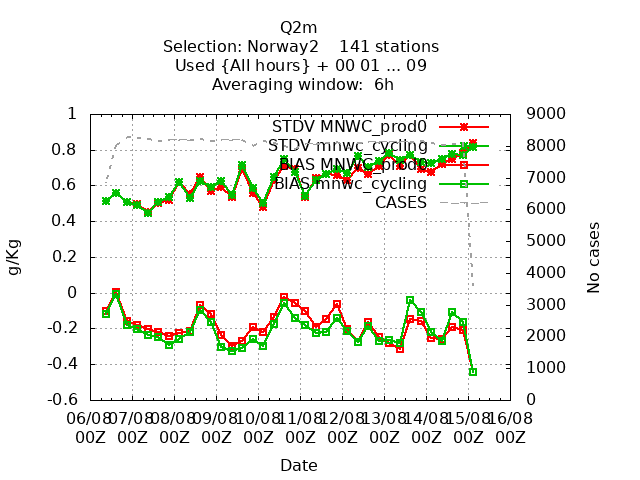 Q2m
Selection: Norway2    141 stations
Used {All hours} + 00 01 ... 09
Averaging window:  6h
STDV MNWC_prod0
STDV mnwc_cycling
BIAS MNWC_prod0
BIAS mnwc_cycling
CASES
1
0.8
0.6
0.4
0.2
0
-0.2
-0.4
-0.6
g/Kg
9000
8000
7000
6000
5000
4000
3000
2000
1000
0
No cases
06/08 07/08 08/08 09/08 10/08 11/08 12/08 13/08 14/08 15/08 16/08
00Z 00Z 00Z 00Z 00Z 00Z 00Z 00Z 00Z 00Z 00Z
Date